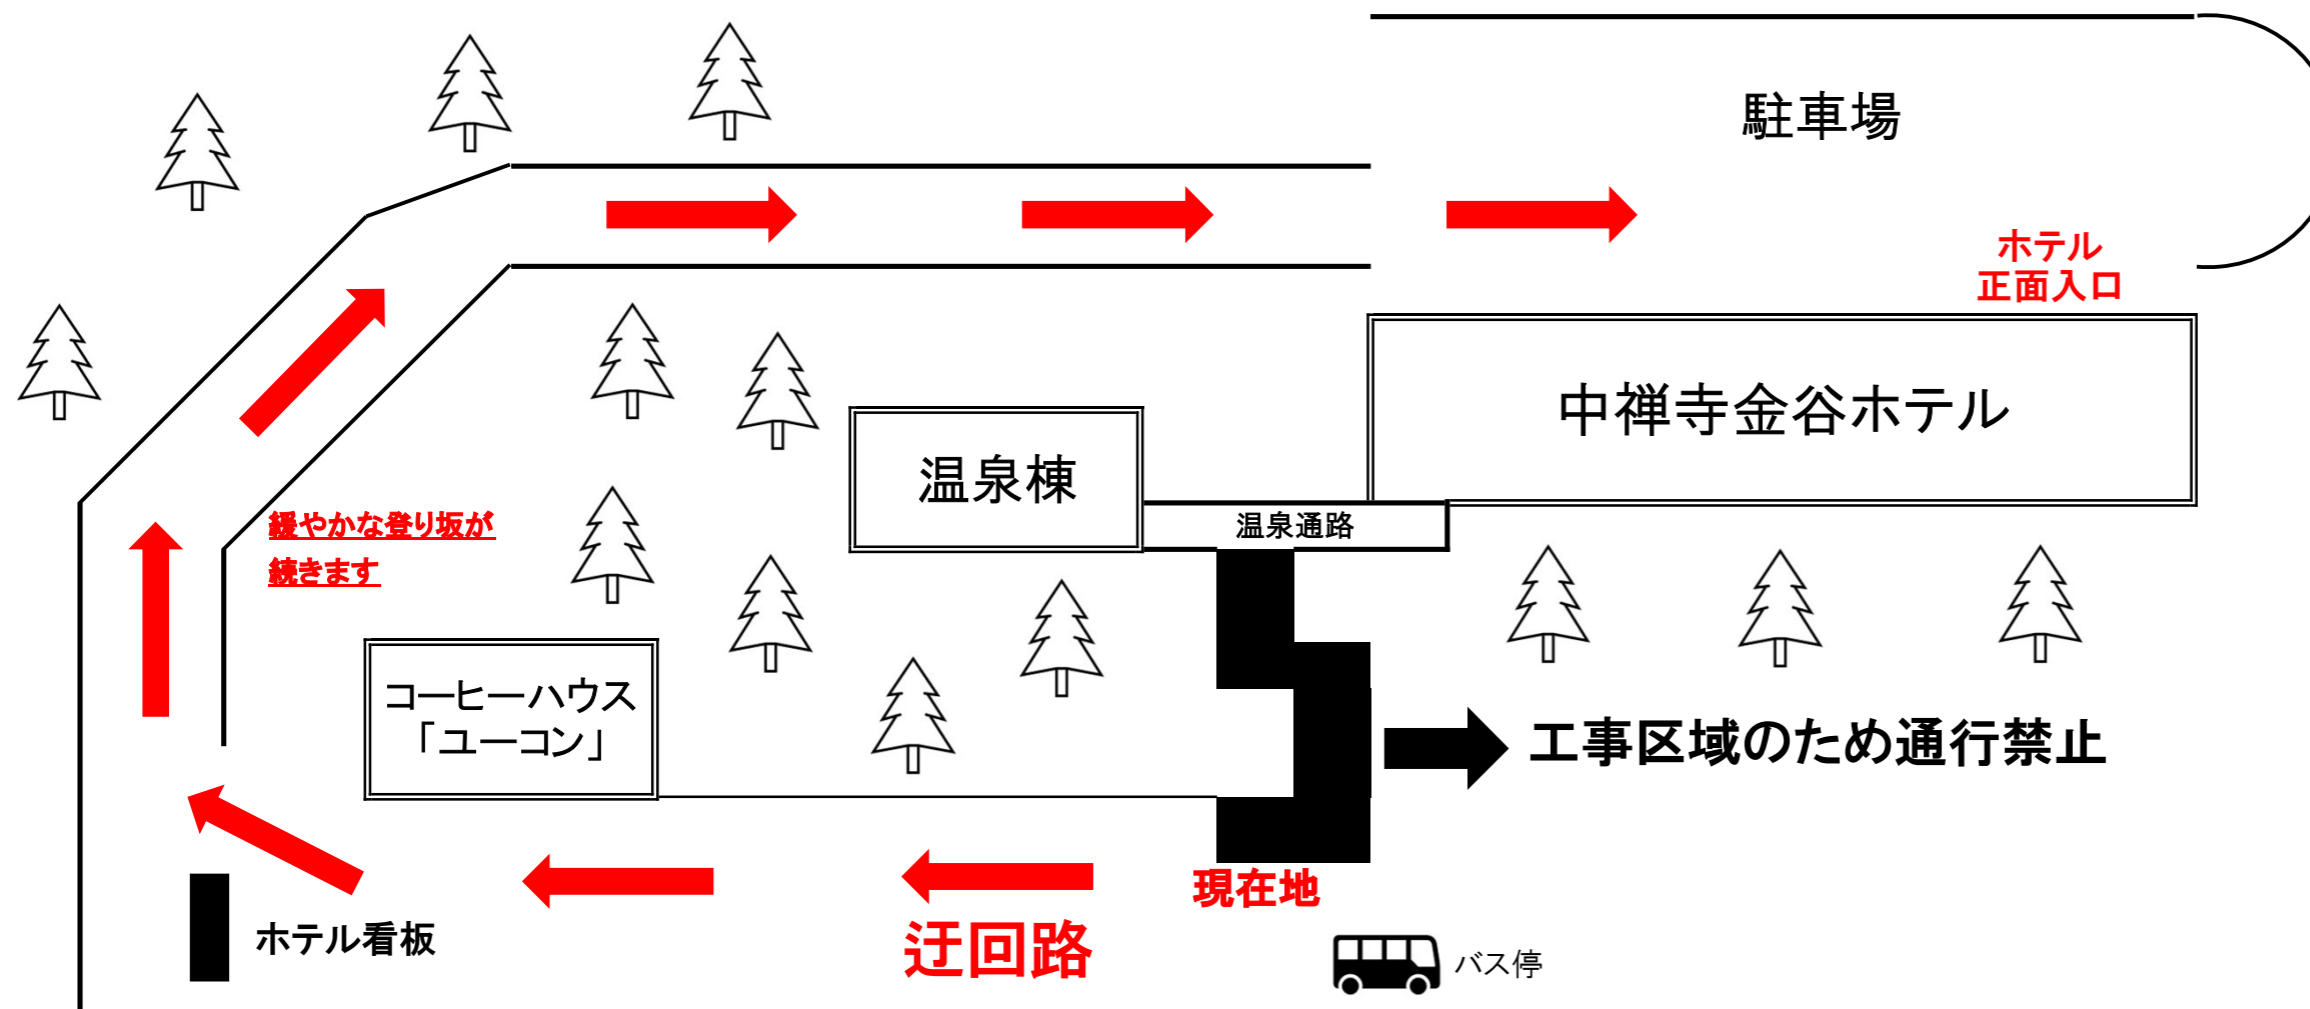 駐車場
ホテル
正面入口
中禅寺金谷ホテル
温泉棟
温泉通路
緩やかな登り坂が
続きます
コーヒーハウス
「ユーコン」
工事区域のため通行禁止
現在地
迂回路
ホテル看板
バス停